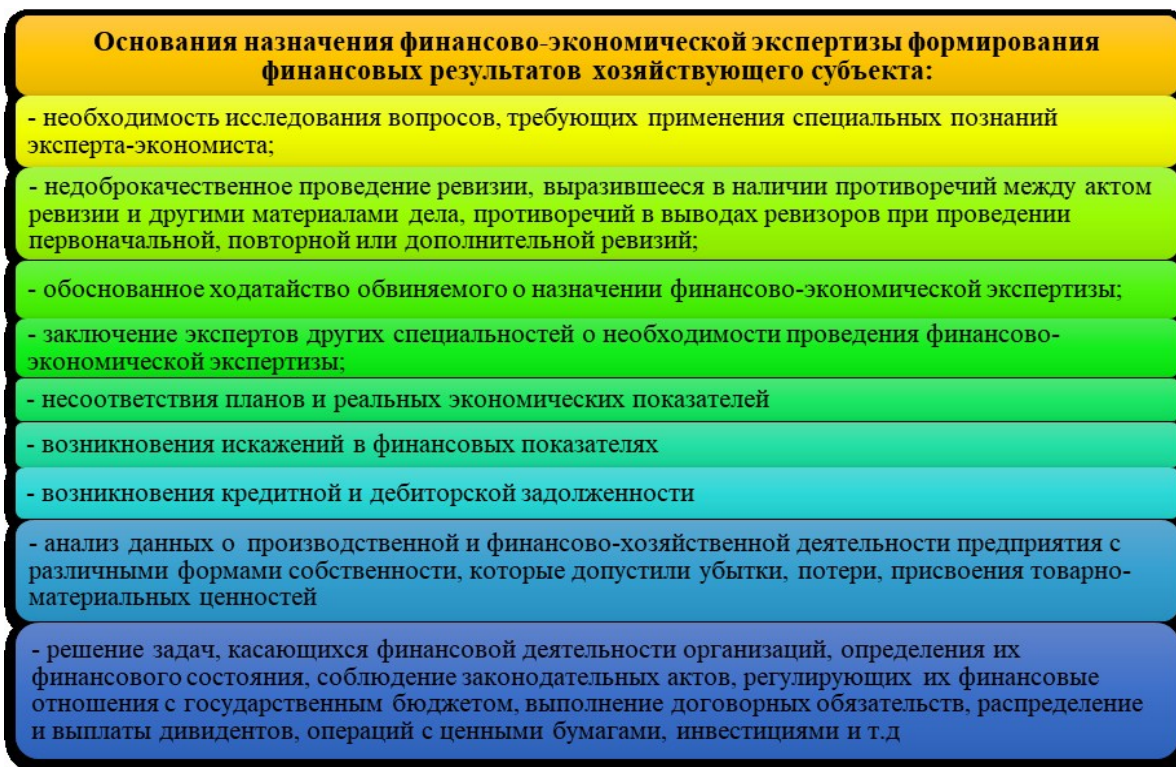 Основания назначения финансово-экономической экспертизы формирования
финансовых результатов хозяйствующего субъекта:
- необходимость исследования вопросов, требующих применения специальных познаний
эксперта-экономиста;
- недоброкачественное проведение ревизии, выразившееся в наличии противоречий между актом
ревизии и другими материалами дела, противоречий в выводах ревизоров при проведении
первоначальной, повторной или дополнительной ревизий;
- обоснованное ходатайство обвиняемого о назначении финансово-экономической экспертизы;
- заключение экспертов других специальностей о необходимости проведения финансово-
экономической экспертизы;
- несоответствия планов и реальных экономических показателей
- возникновения искажений в финансовых показателях
- возникновения кредитной и дебиторской задолженности
- анализ данных о производственной и финансово-хозяйственной деятельности предприятия с
различными формами собственности, которые допустили убытки, потери, присвоения товарно-
материальных ценностей
- решение задач, касающихся финансовой деятельности организаций, определения их
финансового состояния, соблюдение законодательных актов, регулирующих их финансовые
отношения с государственным бюджетом, выполнение договорных обязательств, распределение
и выплаты дивидентов, операций с ценными бумагами, инвестициями и т.д